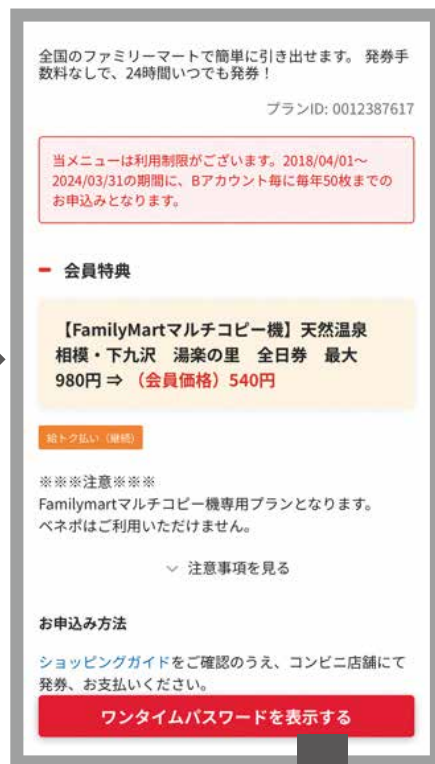 全国のファミリーマートで簡単に引き出せます。 発券手
数料なしで、24時間いつでも発券！
プランID: 0012387617
当メニューは利用制限がございます。2018/04/01～
2024/03/31の期間に、Bアカウント毎に毎年50枚までの
お申込みとなります。
会員特典
【FamilyMartマルチコピー機】天然温泉
相模・下九沢 湯楽の里 全日券 最大
980円 ⇒ （会員価格）540円
給トク払い（継続）
※※※注意※※※
Familymartマルチコピー機専用プランとなります。
ベネポはご利用いただけません。
注意事項を見る
お申込み方法
ショッピングガイドをご確認のうえ、コンビニ店舗にて
発券、お支払いください。
ワンタイムパスワードを表示する